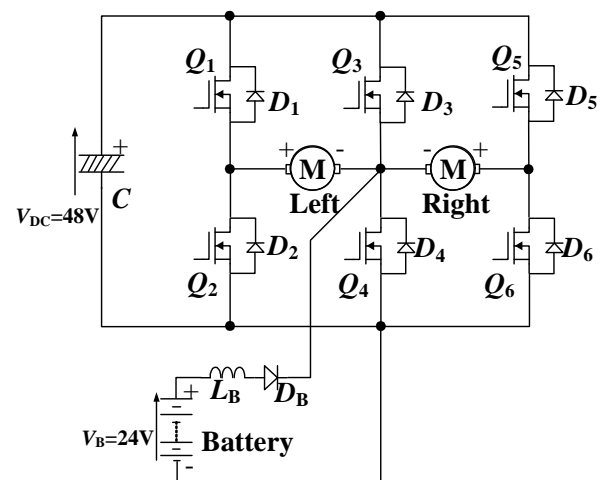 Q1 Q3 Q5
D1 D3 D5
+
C
VDC=48V
+ M - - M +
Left Right
D2 D4 D6
Q2 Q4 Q6
LB DB
+
-
VB=24V
Battery
-